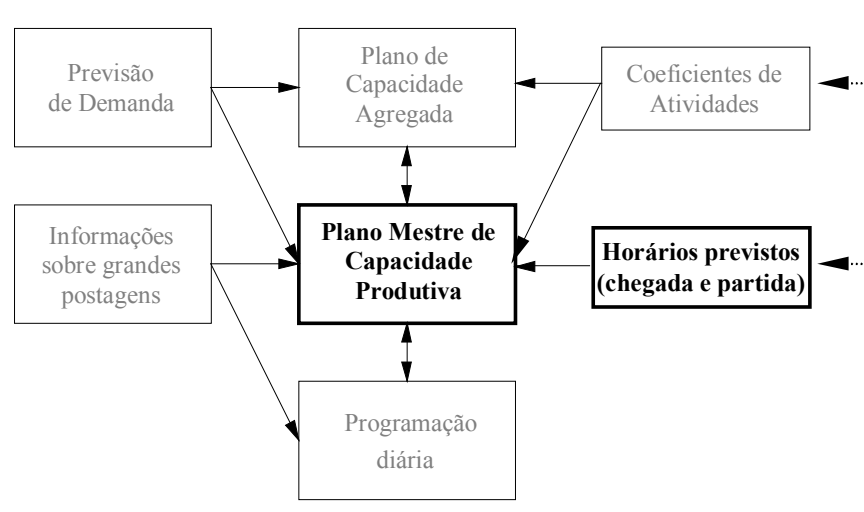 Previsão
de Demanda
Plano de
Capacidade
Agregada
Coeficientes de
Atividades
Informações
sobre grandes
postagens
Plano Mestre de
Capacidade
Produtiva
Horários previstos
(chegada e partida)
Programação
diária